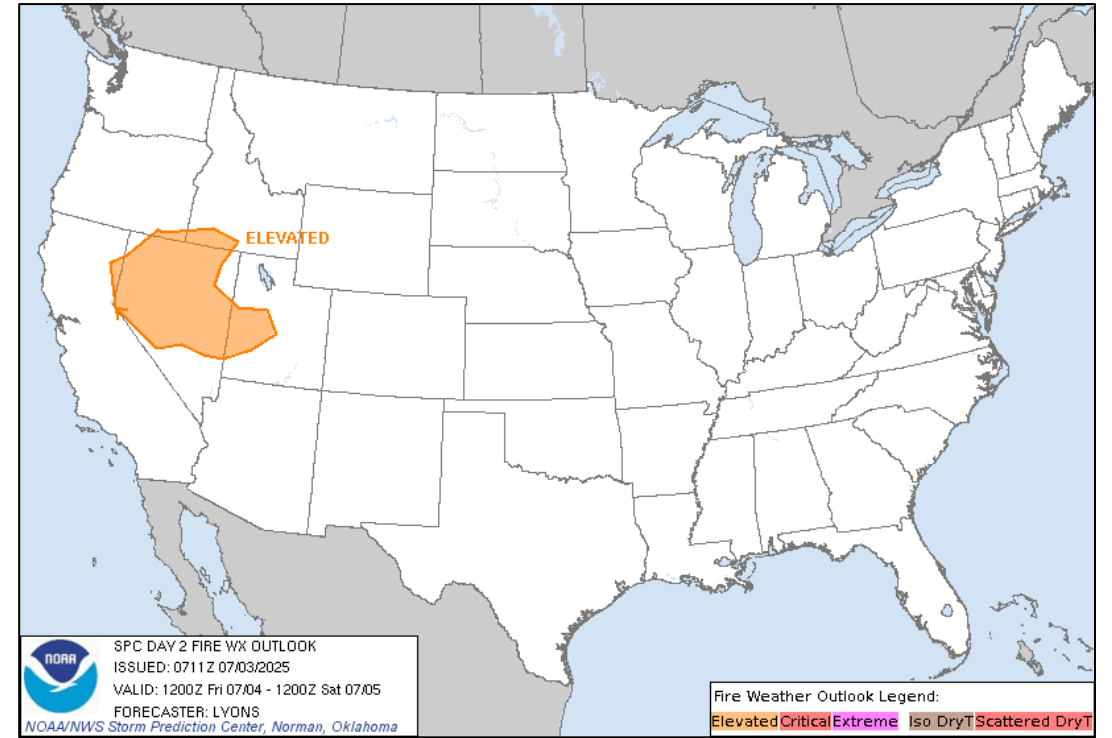 ELEVATED
NOAA
SPC DAY 2 FIRE WX OUTLOOK
ISSUED: 0711Z 07/03/2025
VALID: 1200Z Fri 07/04 - 1200Z Sat 07/05
FORECASTER: LYONS
NOAA/NWS Storm Prediction Center, Norman, Oklahoma
Fire Weather Outlook Legend:
Elevated Critical Extreme Iso DryT Scattered DryT